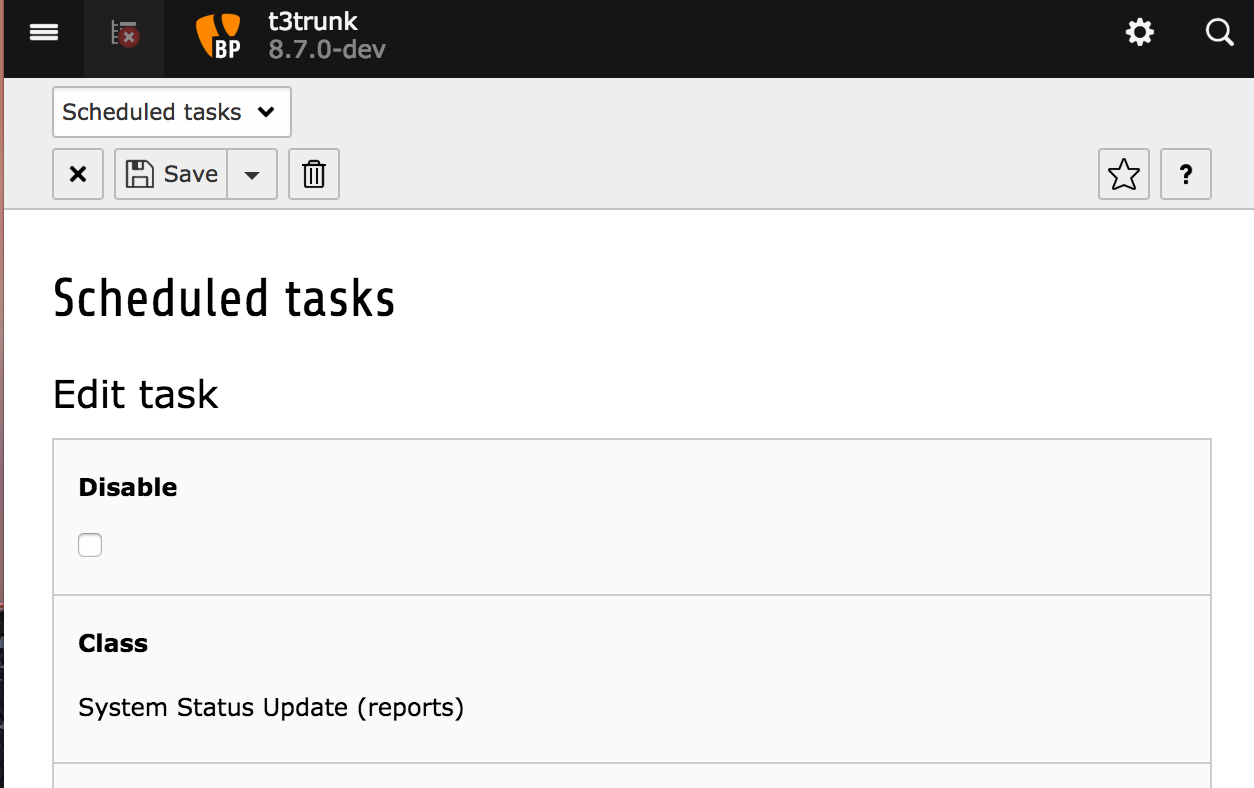 t3trunk
BP
8.7.0-dev
Scheduled tasks
Save
?
Scheduled tasks
Edit task
Disable
Class
System Status Update (reports)